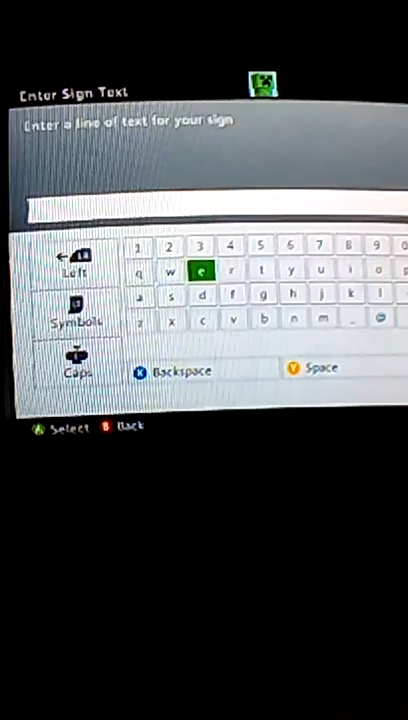 Enter Sign Text
Enter a line of text for your sign
1 2 3 4 5 6 7 8 9 0
Left
q w e r t y u i o p
a s d f g h j k l
Symbols
z x c v b n m _ @
Caps
X Backspace Y Space
A Select B Back